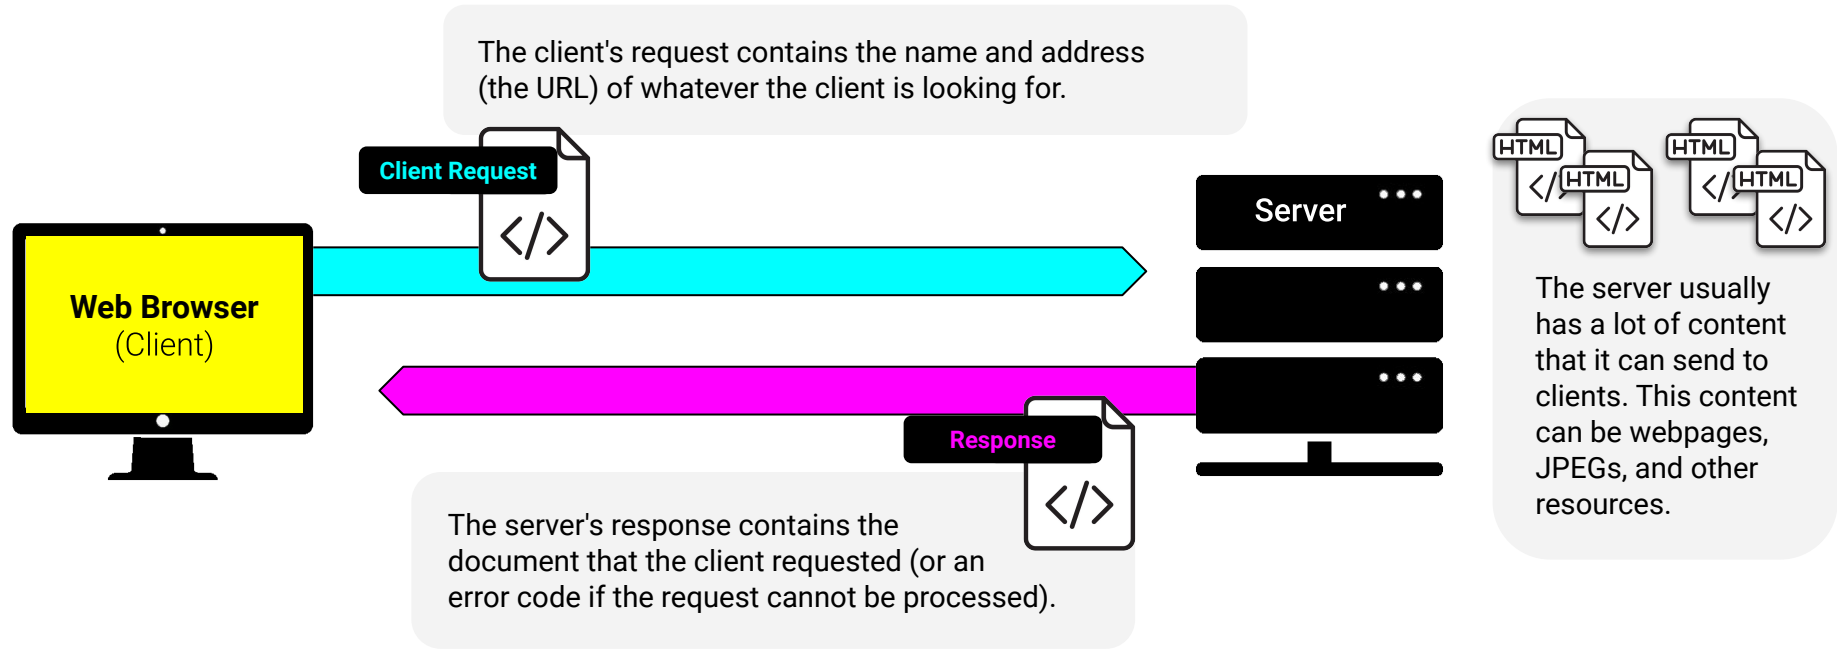 The client's request contains the name and address
(the URL) of whatever the client is looking for.
Client Request
</>
Web Browser
(Client)
Server
Response
</>
The server's response contains the
document that the client requested (or an
error code if the request cannot be processed).
HTML
</>
HTML
</>
HTML
</>
HTML
</>
The server usually
has a lot of content
that it can send to
clients. This content
can be webpages,
JPEGs, and other
resources.